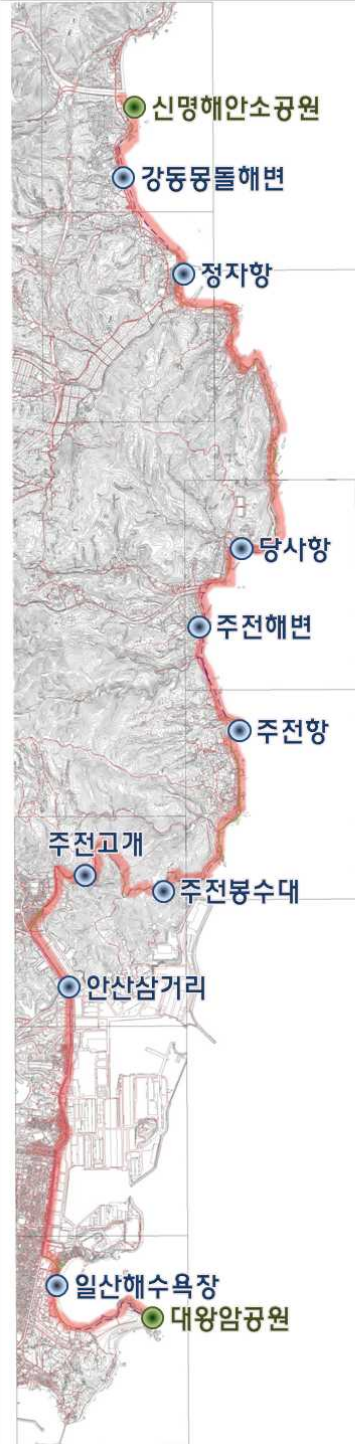 신명해안소공원
강동몽돌해변
정자항
당사항
주전해변
주전항
주전고개
주전봉수대
안산삼거리
일산해수욕장
대왕암공원